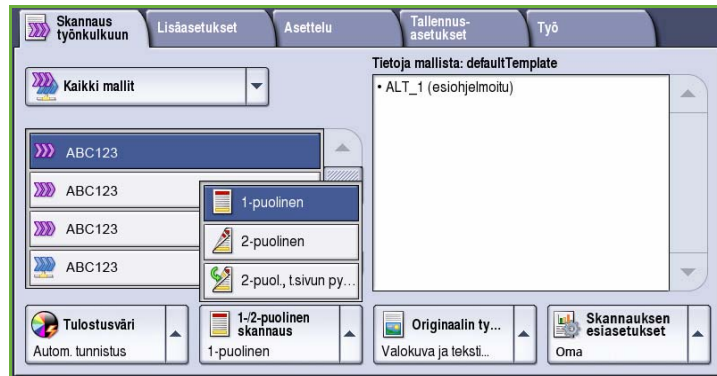 Skannaus
työnkulkuun
Lisäasetukset
Asettelu
Tallennus-
asetukset
Työ
Kaikki mallit
Tietoja mallista: defaultTemplate
• ALT_1 (esiohjelmoitu)
ABC123
ABC123
ABC123
ABC123
1-puolinen
2-puolinen
2-puol., t.sivun py...
Tulostusväri
Autom. tunnistus
1-/2-puolinen
skannaus
1-puolinen
Originaalin ty...
Valokuva ja teksti...
Skannauksen
esiasetukset
Oma